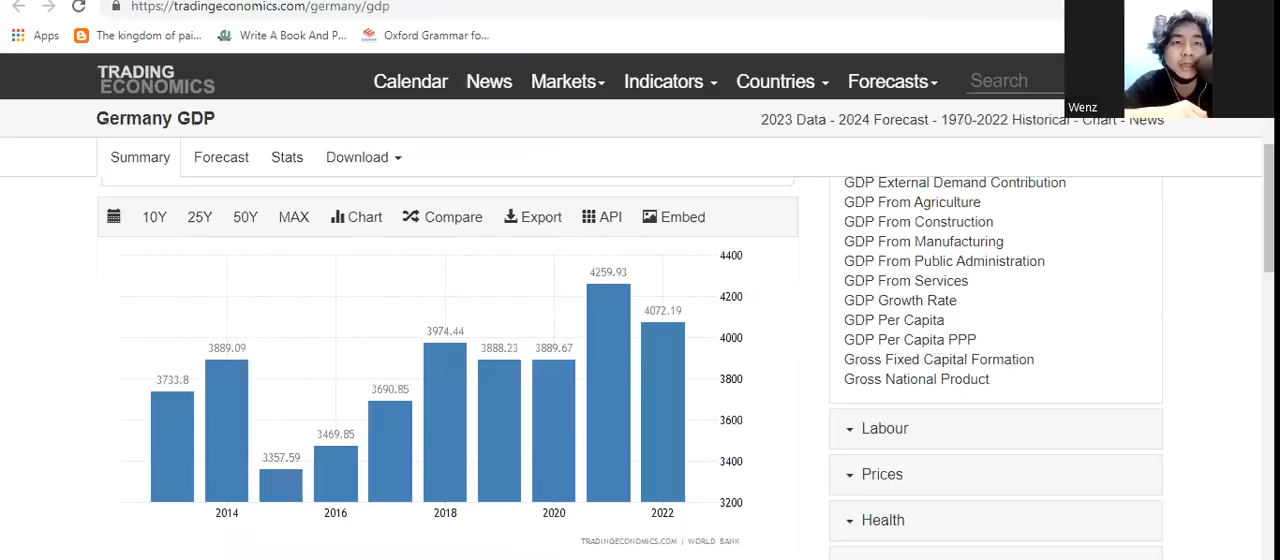 https://tradingeconomics.com/germany/gdp
Apps The kingdom of pai... Write A Book And P... Oxford Grammar fo...
Wenz
TRADING
ECONOMICS
Calendar News Markets Indicators Countries Forecasts Search
Germany GDP
2023 Data - 2024 Forecast - 1970-2022 Historical - Chart - News
Summary Forecast Stats Download
10Y 25Y 50Y MAX Chart Compare Export API Embed
4400
4200
4000
3800
3600
3400
3200
3733.8
3889.09
3357.59
3469.85
3690.85
3974.44
3888.23
3889.67
4259.93
4072.19
2014 2016 2018 2020 2022
TRADINGECONOMICS.COM | WORLD BANK
GDP External Demand Contribution
GDP From Agriculture
GDP From Construction
GDP From Manufacturing
GDP From Public Administration
GDP From Services
GDP Growth Rate
GDP Per Capita
GDP Per Capita PPP
Gross Fixed Capital Formation
Gross National Product
Labour
Prices
Health